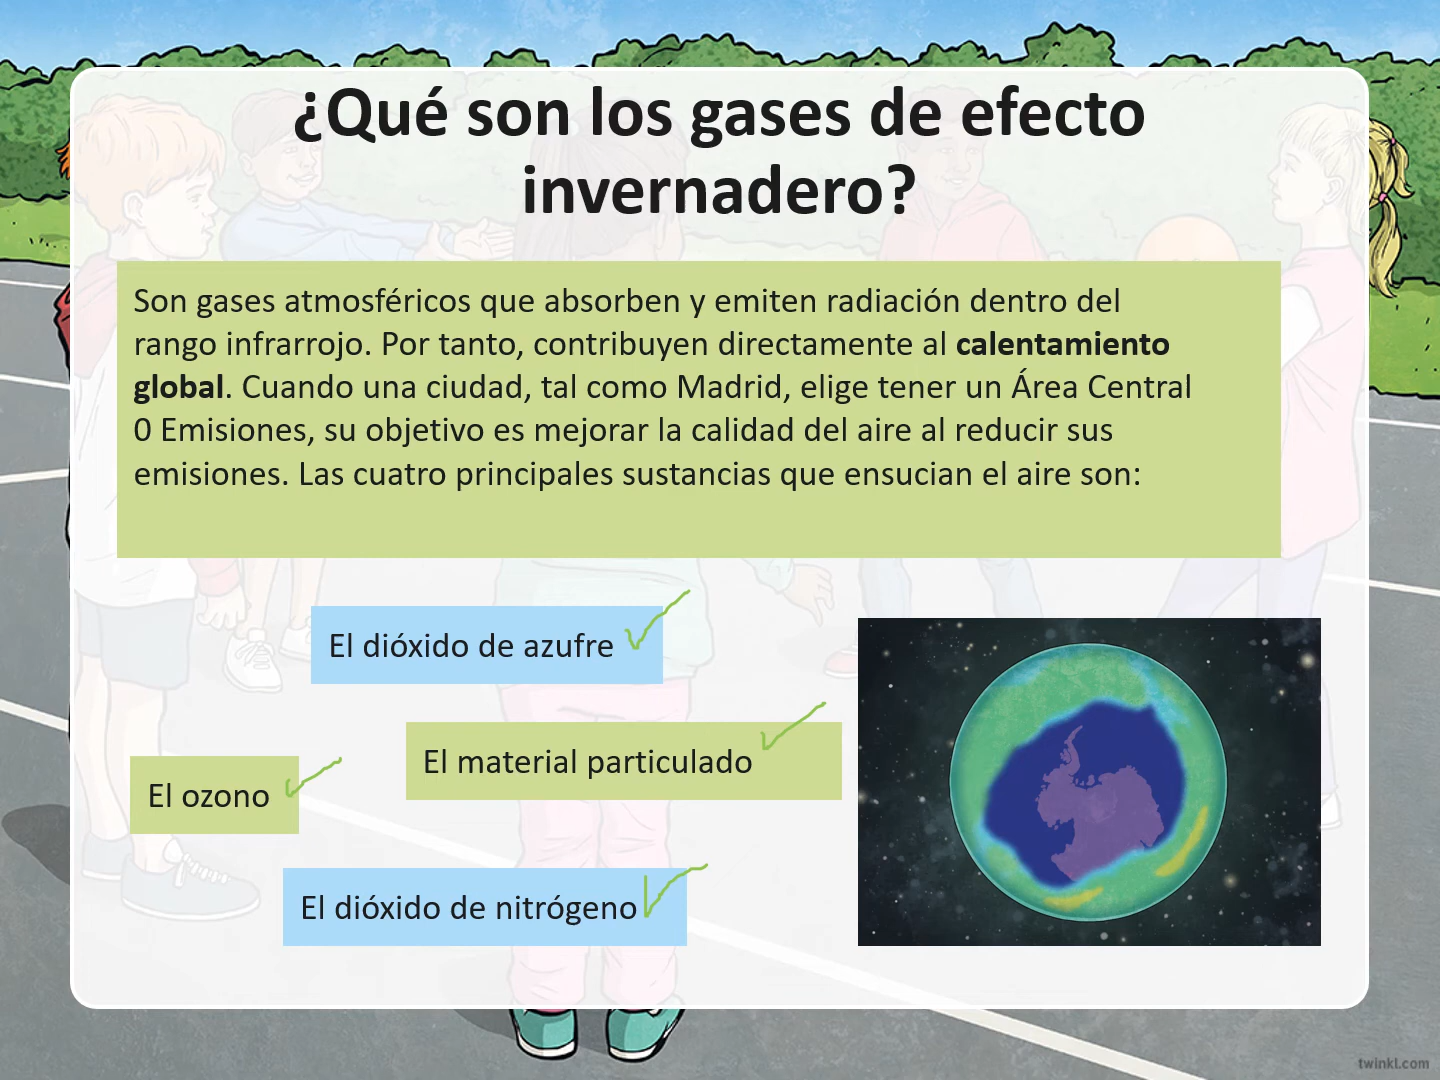 ¿Qué son los gases de efecto
invernadero?
Son gases atmosféricos que absorben y emiten radiación dentro del
rango infrarrojo. Por tanto, contribuyen directamente al calentamiento
global. Cuando una ciudad, tal como Madrid, elige tener un Área Central
0 Emisiones, su objetivo es mejorar la calidad del aire al reducir sus
emisiones. Las cuatro principales sustancias que ensucian el aire son:
El dióxido de azufre
El material particulado
El ozono
El dióxido de nitrógeno
twinkl.com